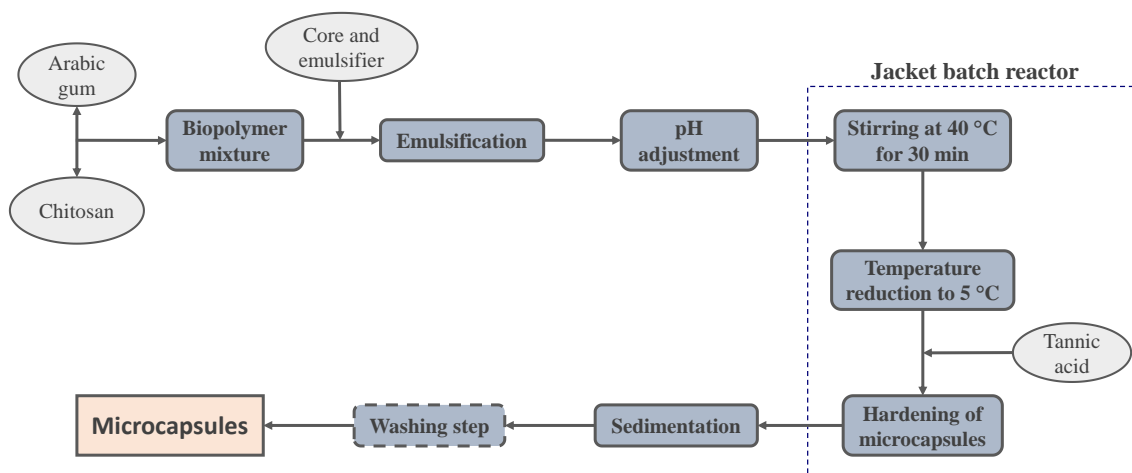 Arabic
gum
Chitosan
Biopolymer
mixture
Core and
emulsifier
Emulsification
pH
adjustment
Jacket batch reactor
Stirring at 40 °C
for 30 min
Temperature
reduction to 5 °C
Tannic
acid
Hardening of
microcapsules
Sedimentation
Washing step
Microcapsules